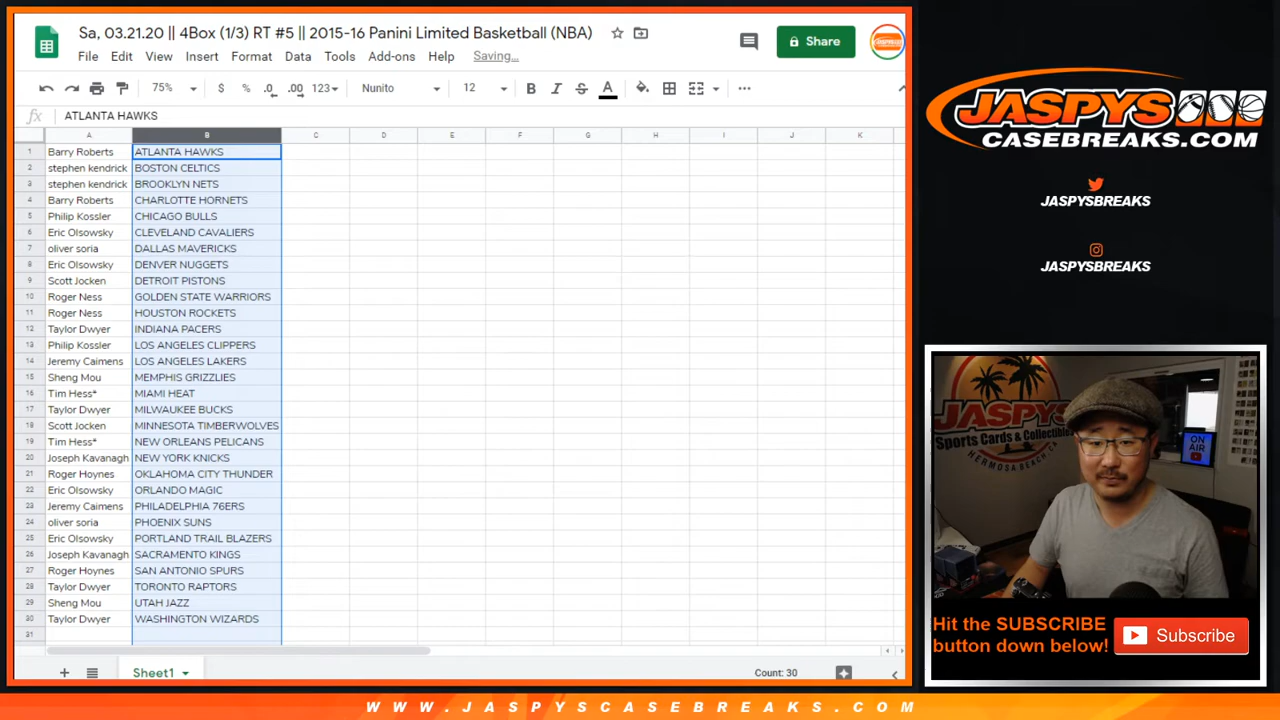 Sa, 03.21.20 || 4Box (1/3) RT #5 || 2015-16 Panini Limited Basketball (NBA)
File Edit View Insert Format Data Tools Add-ons Help Saving...
Share
75% $ % .0 .00 123 Nunito 12 B I S A
fx ATLANTA HAWKS
A B C D E F G H I J K
1 Barry Roberts ATLANTA HAWKS
2 stephen kendrick BOSTON CELTICS
3 stephen kendrick BROOKLYN NETS
4 Barry Roberts CHARLOTTE HORNETS
5 Philip Kossler CHICAGO BULLS
6 Eric Olsowsky CLEVELAND CAVALIERS
7 oliver soria DALLAS MAVERICKS
8 Eric Olsowsky DENVER NUGGETS
9 Scott Jocken DETROIT PISTONS
10 Roger Ness GOLDEN STATE WARRIORS
11 Roger Ness HOUSTON ROCKETS
12 Taylor Dwyer INDIANA PACERS
13 Philip Kossler LOS ANGELES CLIPPERS
14 Jeremy Caimens LOS ANGELES LAKERS
15 Sheng Mou MEMPHIS GRIZZLIES
16 Tim Hess* MIAMI HEAT
17 Taylor Dwyer MILWAUKEE BUCKS
18 Scott Jocken MINNESOTA TIMBERWOLVES
19 Tim Hess* NEW ORLEANS PELICANS
20 Joseph Kavanagh NEW YORK KNICKS
21 Roger Hoynes OKLAHOMA CITY THUNDER
22 Eric Olsowsky ORLANDO MAGIC
23 Jeremy Caimens PHILADELPHIA 76ERS
24 oliver soria PHOENIX SUNS
25 Eric Olsowsky PORTLAND TRAIL BLAZERS
26 Joseph Kavanagh SACRAMENTO KINGS
27 Roger Hoynes SAN ANTONIO SPURS
28 Taylor Dwyer TORONTO RAPTORS
29 Sheng Mou UTAH JAZZ
30 Taylor Dwyer WASHINGTON WIZARDS
31
Sheet1
Count: 30
JASPYS
CASEBREAKS.COM
JASPYSBREAKS
JASPYSBREAKS
JASPYS
Sports Cards & Collectibles
HERMOSA BEACH CA
ON AIR
Hit the SUBSCRIBE
button down below!
Subscribe
WWW.JASPYSCASEBREAKS.COM